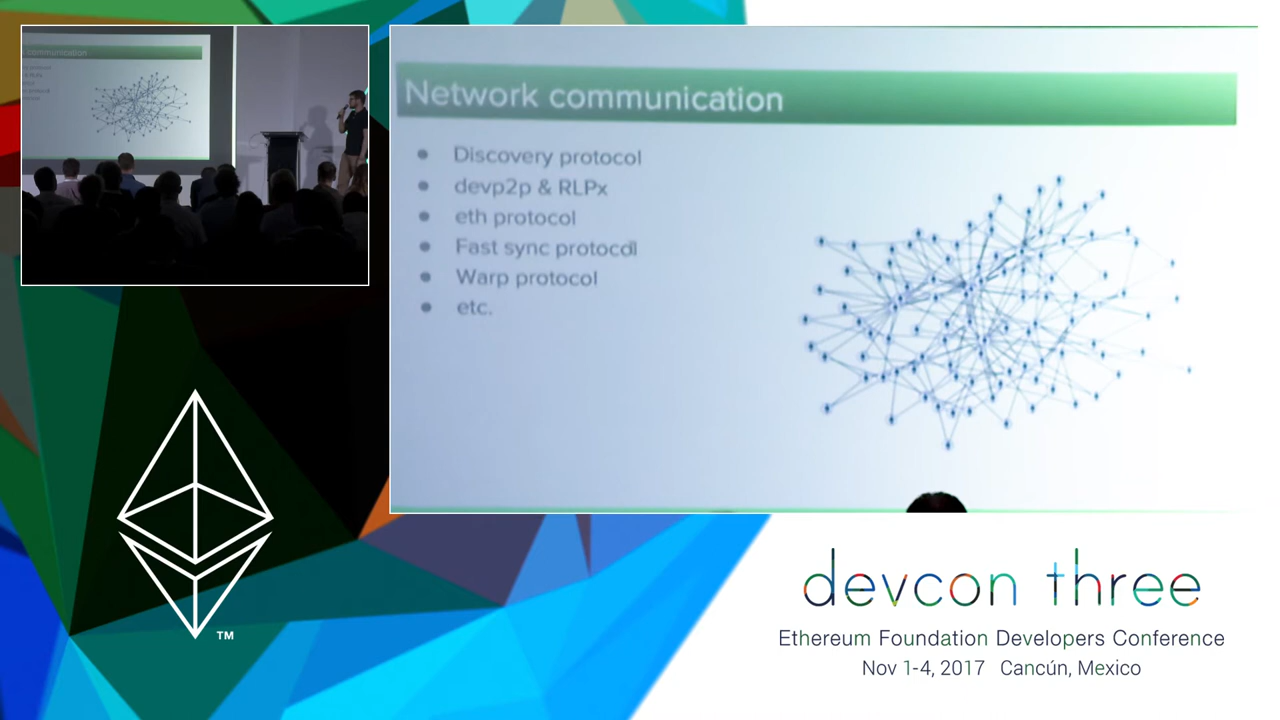 communication
Network communication
Discovery protocol
devp2p & RLPx
eth protocol
Fast sync protocol
Warp protocol
etc.
TM
devcon three
Ethereum Foundation Developers Conference
Nov 1-4, 2017 Cancún, Mexico